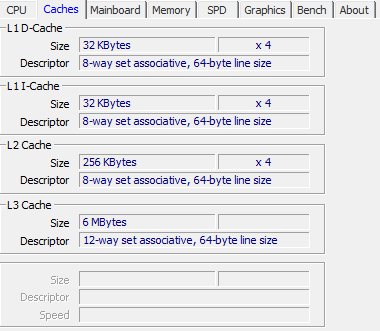 CPU Caches Mainboard Memory SPD Graphics Bench About
L1 D-Cache
Size 32 KBytes x 4
Descriptor 8-way set associative, 64-byte line size
L1 I-Cache
Size 32 KBytes x 4
Descriptor 8-way set associative, 64-byte line size
L2 Cache
Size 256 KBytes x 4
Descriptor 8-way set associative, 64-byte line size
L3 Cache
Size 6 MBytes
Descriptor 12-way set associative, 64-byte line size
Size
Descriptor
Speed